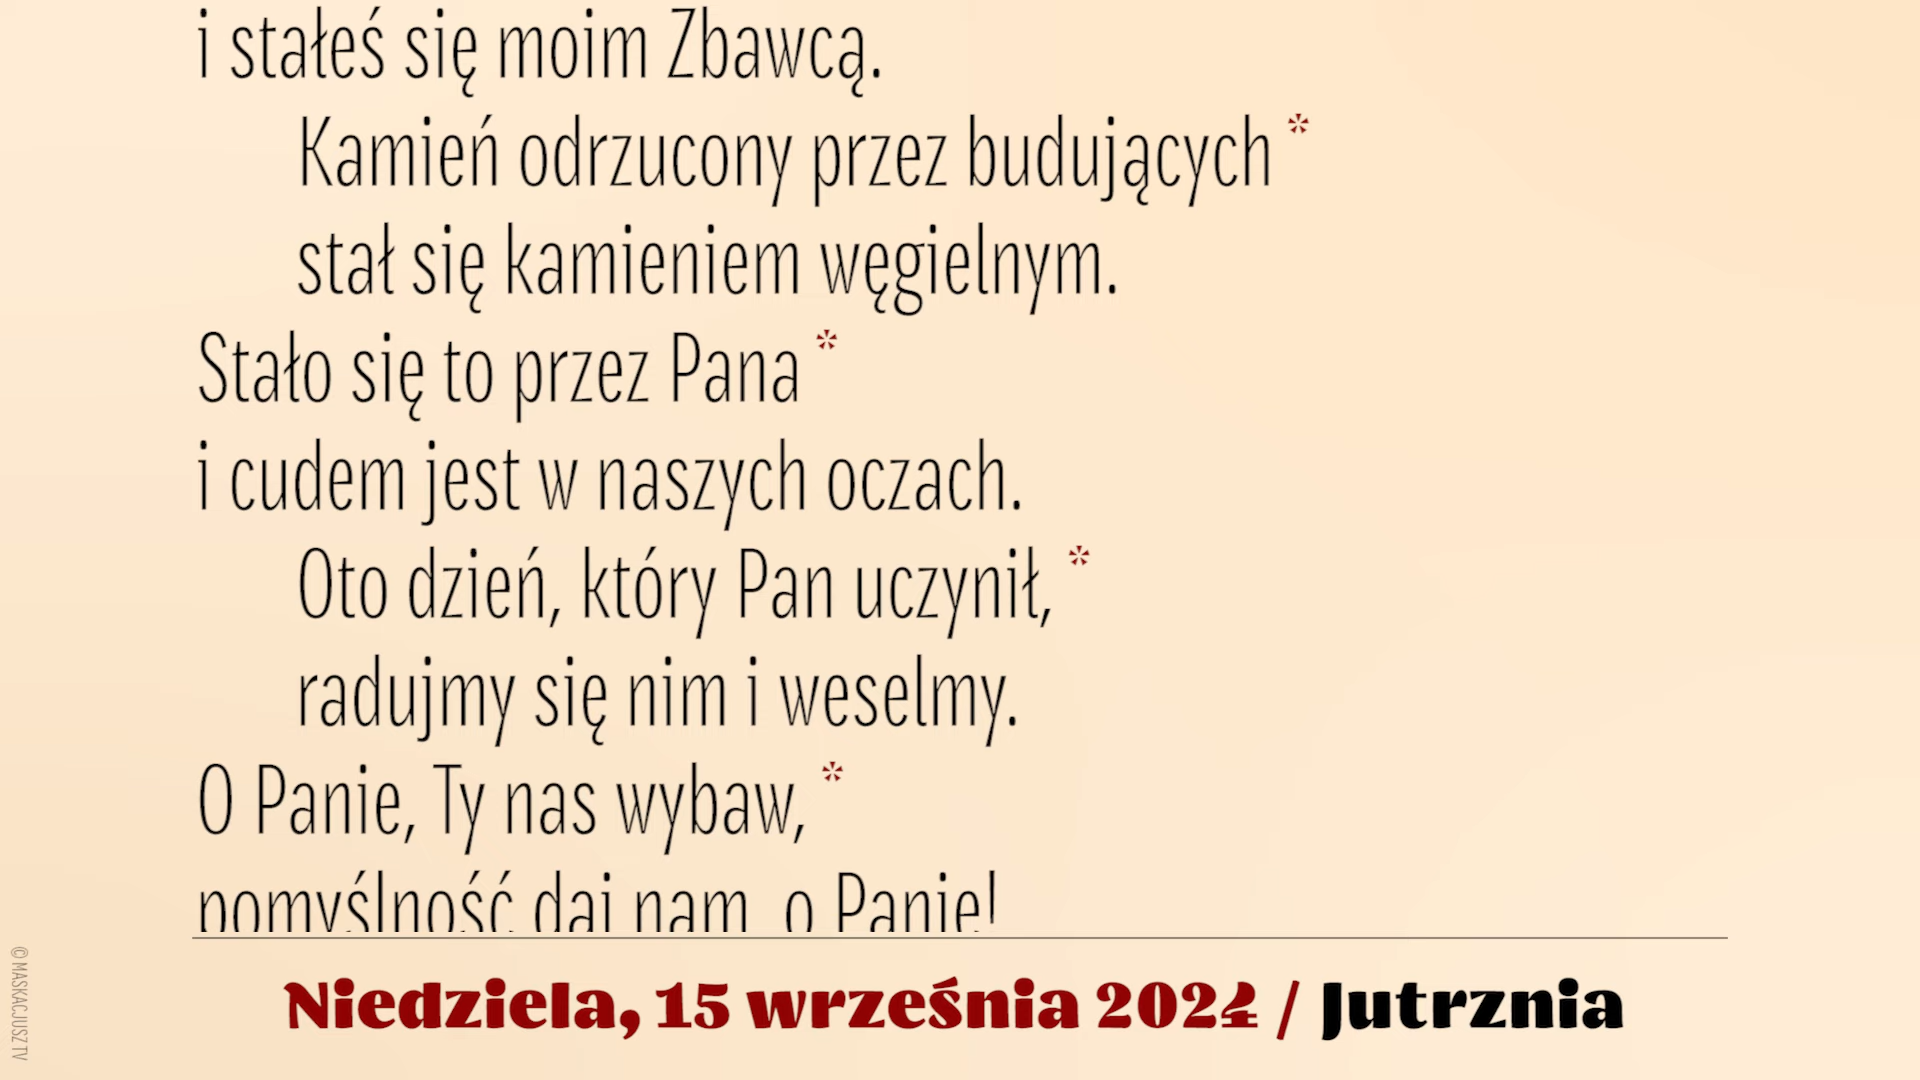 i stałeś się moim Zbawcą.
Kamień odrzucony przez budujących *
stał się kamieniem węgielnym.
Stało się to przez Pana *
i cudem jest w naszych oczach.
Oto dzień, który Pan uczynił, *
radujmy się nim i weselmy.
O Panie, Ty nas wybaw, *
pomyślność daj nam, o Panie!
Niedziela, 15 września 2024 / Jutrznia
© MASKACJUSZ TV